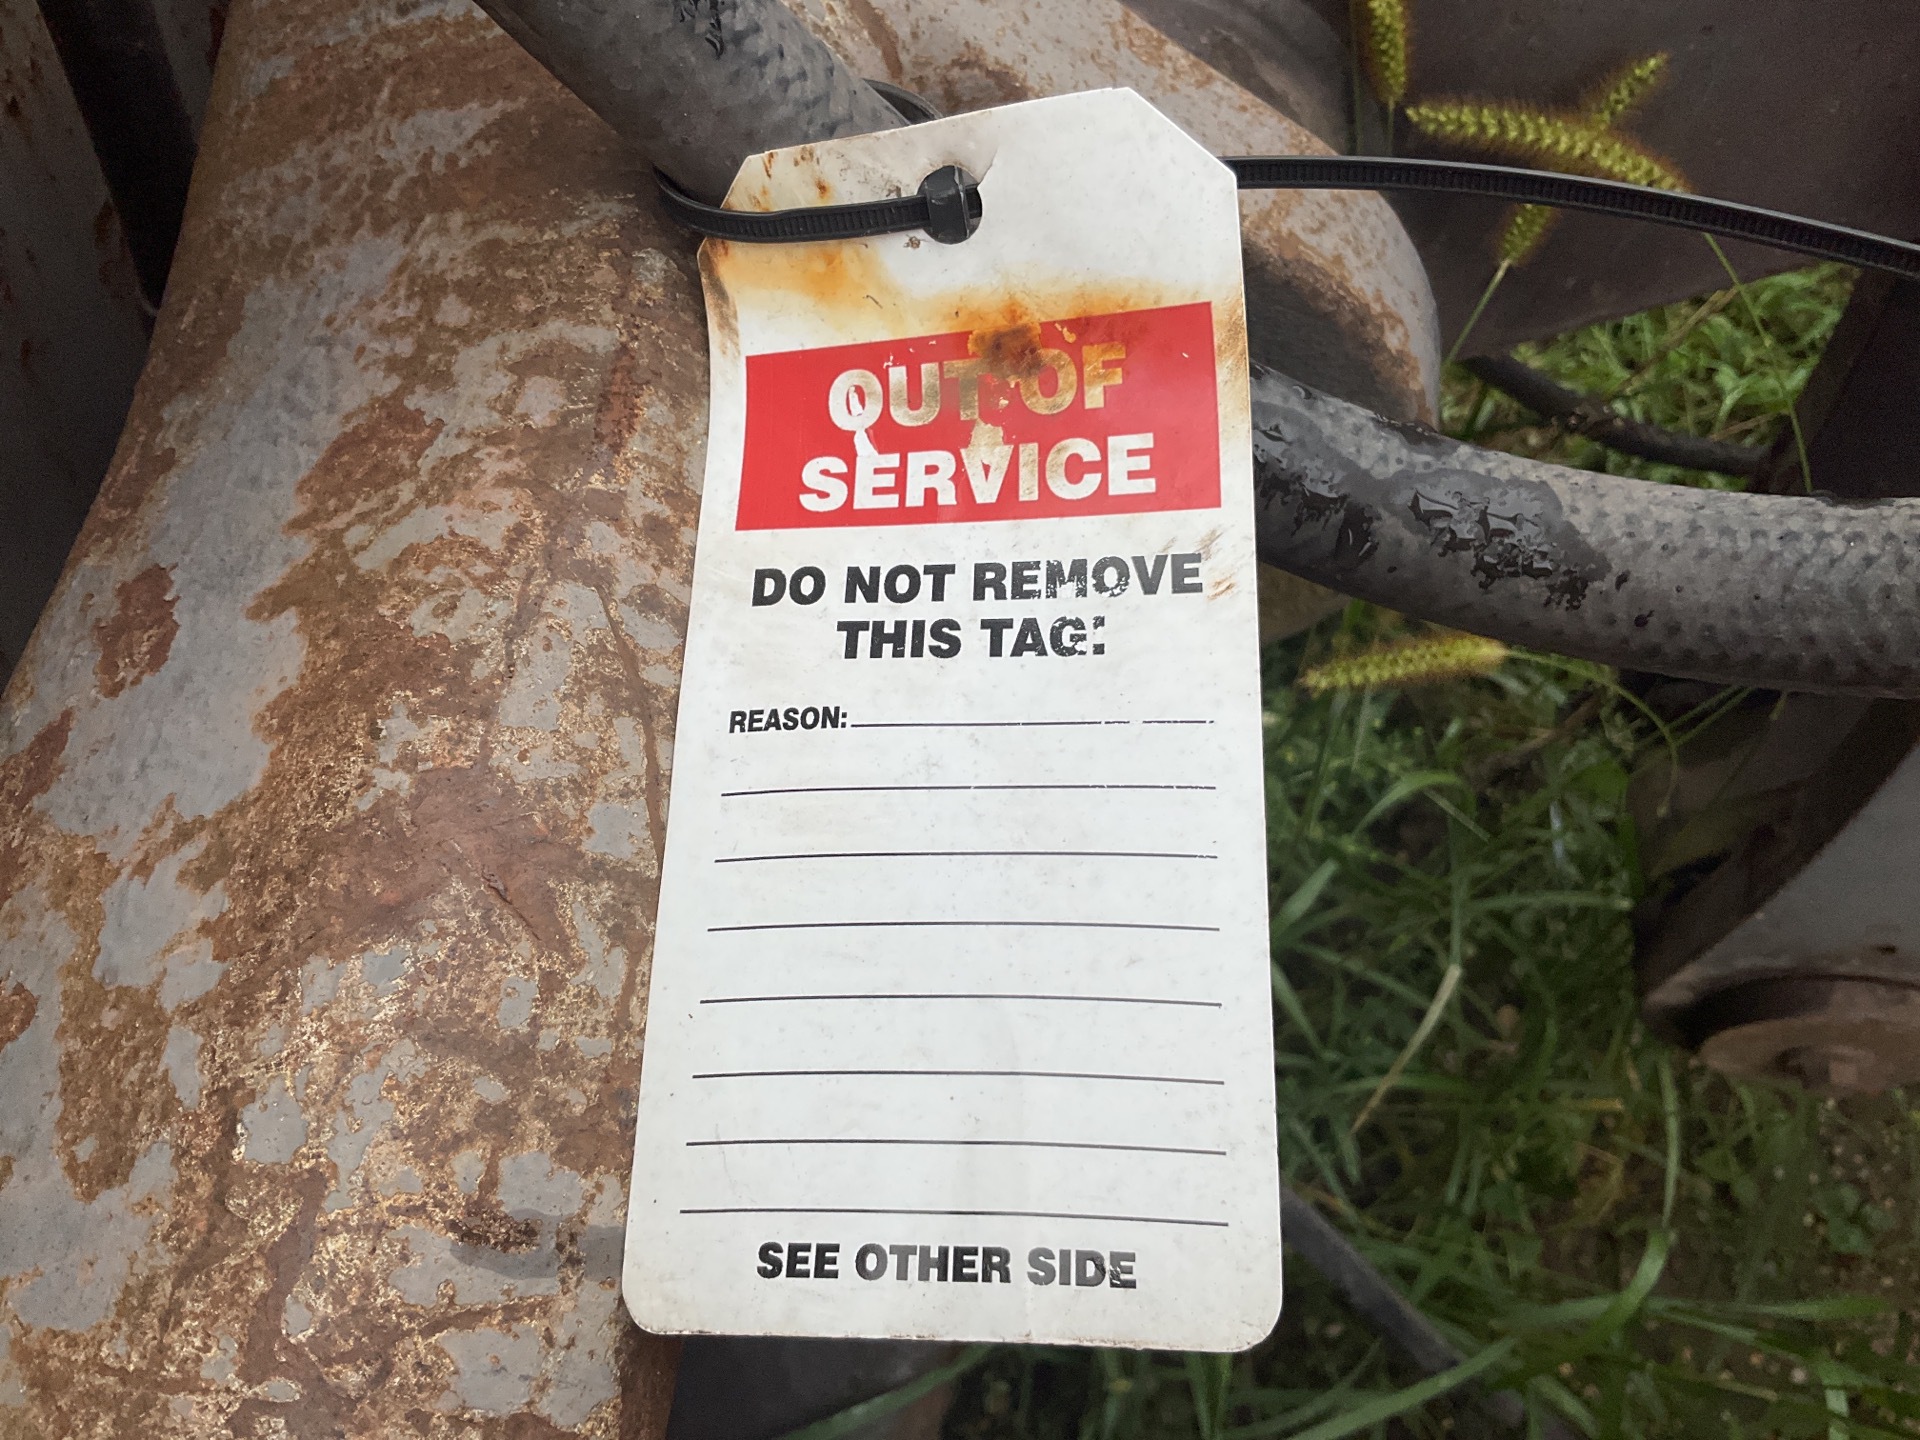 OUT OF
SERVICE
DO NOT REMOVE
THIS TAG!
REASON:
SEE OTHER SIDE